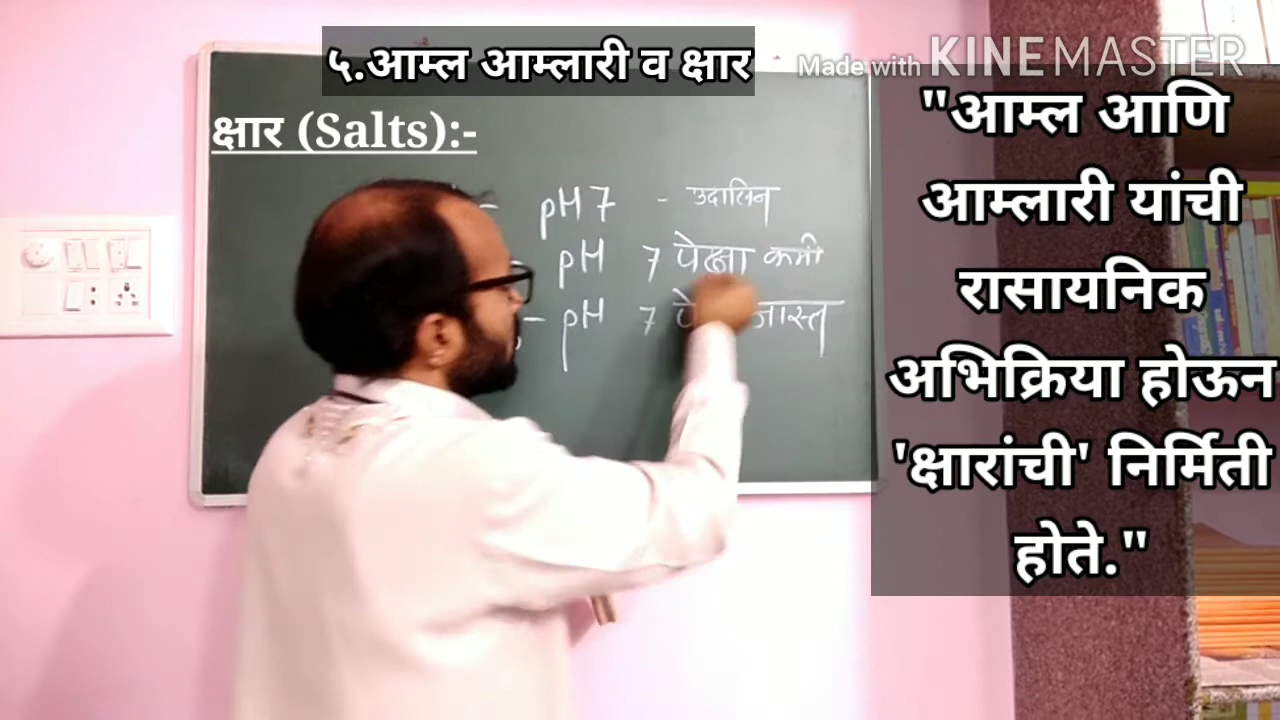 ५.आम्ल आम्लारी व क्षार
Made with KINEMASTER
क्षार (Salts):-
"आम्ल आणि
आम्लारी यांची
रासायनिक
अभिक्रिया होऊन
'क्षारांची' निर्मिती
होते."
- pH 7 - उदासिन
pH 7 पेक्षा कमी
- pH 7 जास्त